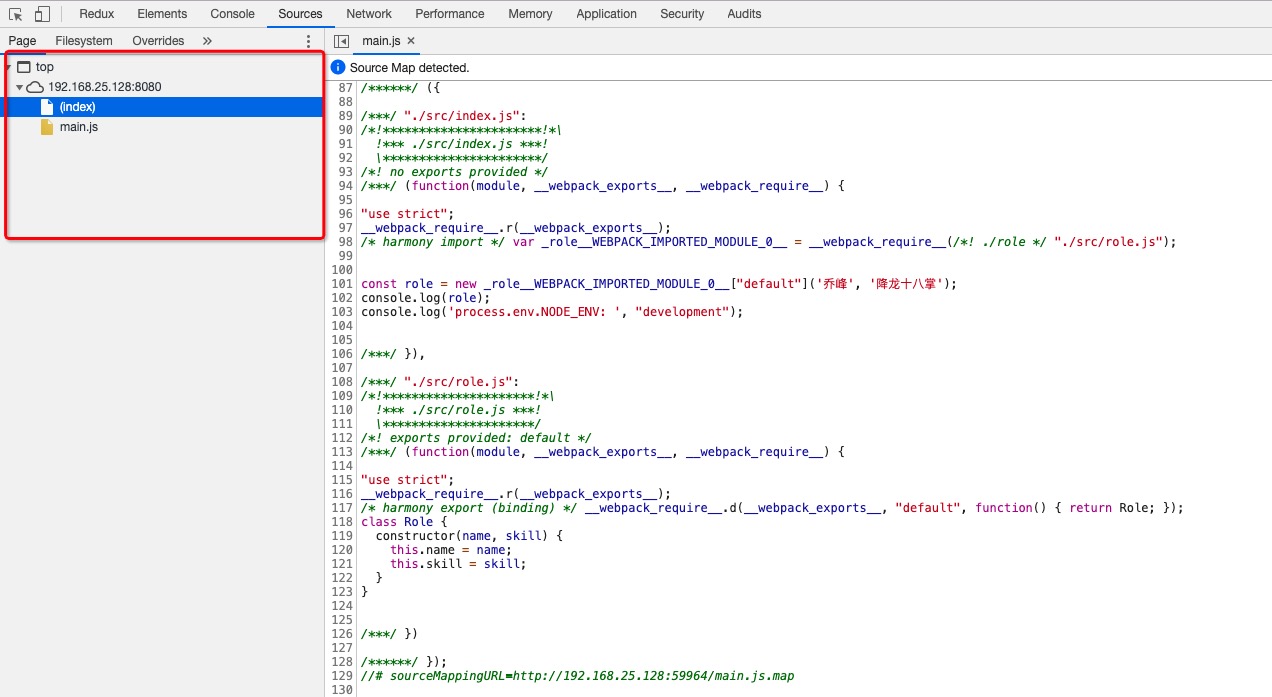 Redux Elements Console Sources Network Performance Memory Application Security Audits
Page Filesystem Overrides »
main.js ×
top
192.168.25.128:8080
(index)
main.js
Source Map detected.
87 /******/ ({
88
89 /***/ "./src/index.js":
90 /*!**********************!*\
91   !*** ./src/index.js ***!
92   \**********************/
93 /*! no exports provided */
94 /***/ (function(module, __webpack_exports__, __webpack_require__) {
95
96 "use strict";
97 __webpack_require__.r(__webpack_exports__);
98 /* harmony import */ var _role__WEBPACK_IMPORTED_MODULE_0__ = __webpack_require__(/*! ./role */ "./src/role.js");
99
100
101 const role = new _role__WEBPACK_IMPORTED_MODULE_0__["default"]('乔峰', '降龙十八掌');
102 console.log(role);
103 console.log('process.env.NODE_ENV: ', "development");
104
105
106 /***/ }),
107
108 /***/ "./src/role.js":
109 /*!*********************!*\
110   !*** ./src/role.js ***!
111   \*********************/
112 /*! exports provided: default */
113 /***/ (function(module, __webpack_exports__, __webpack_require__) {
114
115 "use strict";
116 __webpack_require__.r(__webpack_exports__);
117 /* harmony export (binding) */ __webpack_require__.d(__webpack_exports__, "default", function() { return Role; });
118 class Role {
119   constructor(name, skill) {
120     this.name = name;
121     this.skill = skill;
122   }
123 }
124
125
126 /***/ })
127
128 /******/ });
129 //# sourceMappingURL=http://192.168.25.128:59964/main.js.map
130